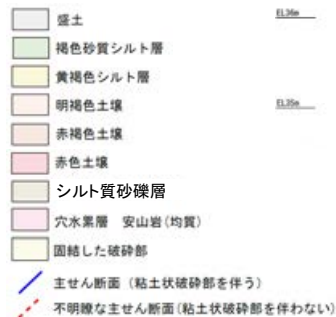 盛土
EL36m
褐色砂質シルト層
黄褐色シルト層
明褐色土壌
EL35m
赤褐色土壌
赤色土壌
シルト質砂礫層
穴水累層 安山岩(均質)
固結した破砕部
主せん断面（粘土状破砕部を伴う）
不明瞭な主せん断面(粘土状破砕部を伴わない)